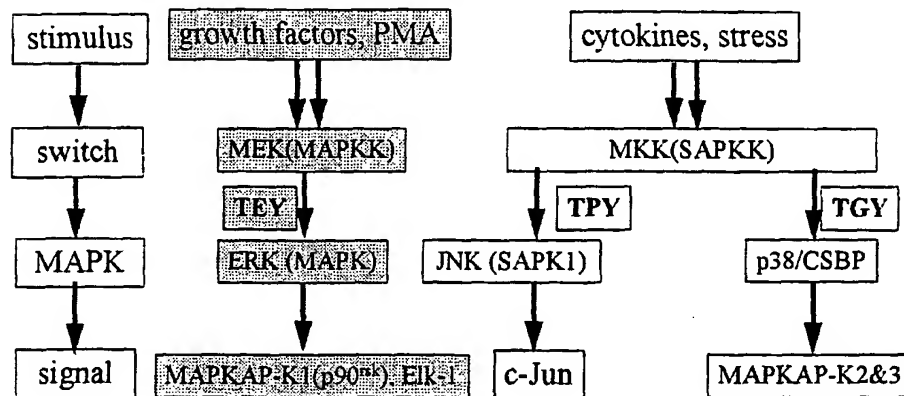 stimulus growth factors, PMA cytokines, stress
switch MEK(MAPKK) MKK(SAPKK)
TEY TPY TGY
MAPK ERK (MAPK) JNK (SAPK1) p38/CSBP
signal MAPKAP-K1(p90rsk). Elk-1 c-Jun MAPKAP-K2&3